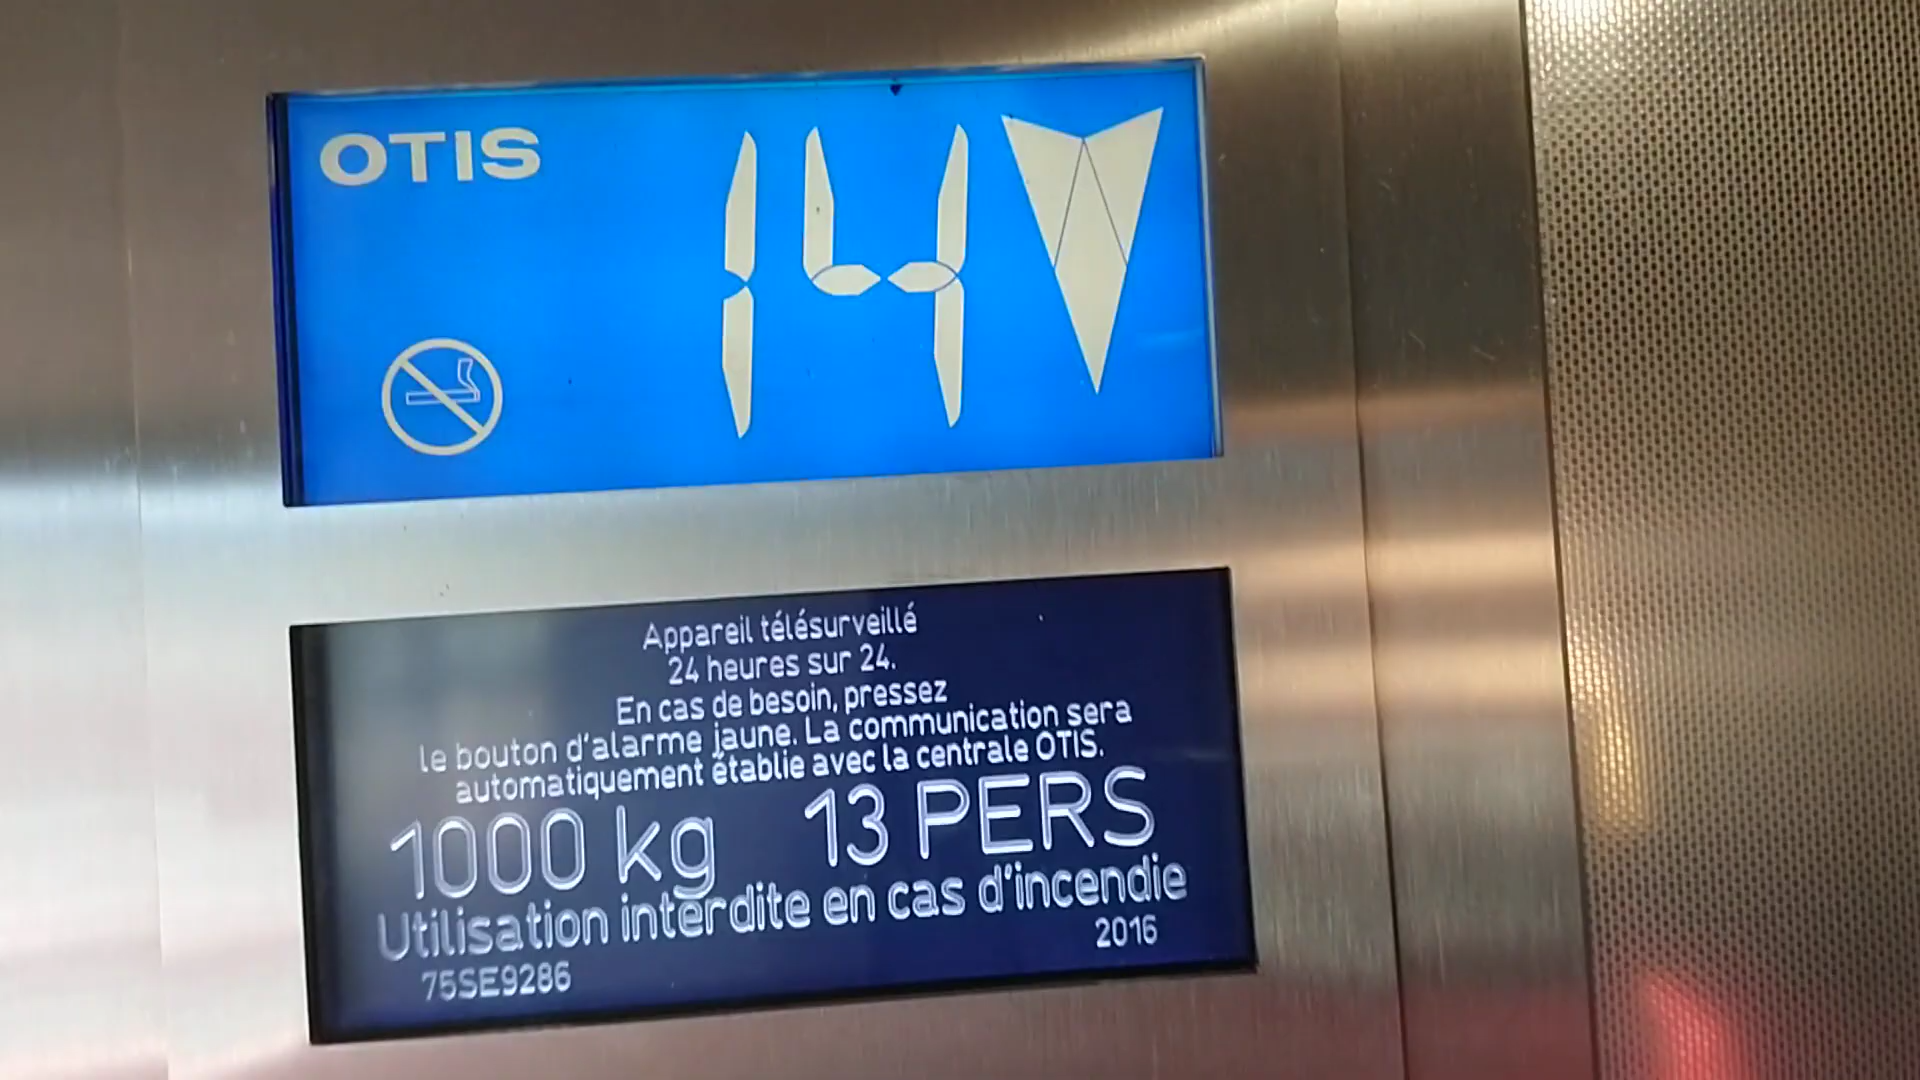 OTIS
14
Appareil télésurveillé
24 heures sur 24.
En cas de besoin, pressez
le bouton d'alarme jaune. La communication sera
automatiquement établie avec la centrale OTIS.
1000 kg 13 PERS
Utilisation interdite en cas d'incendie
2016
75SE9286